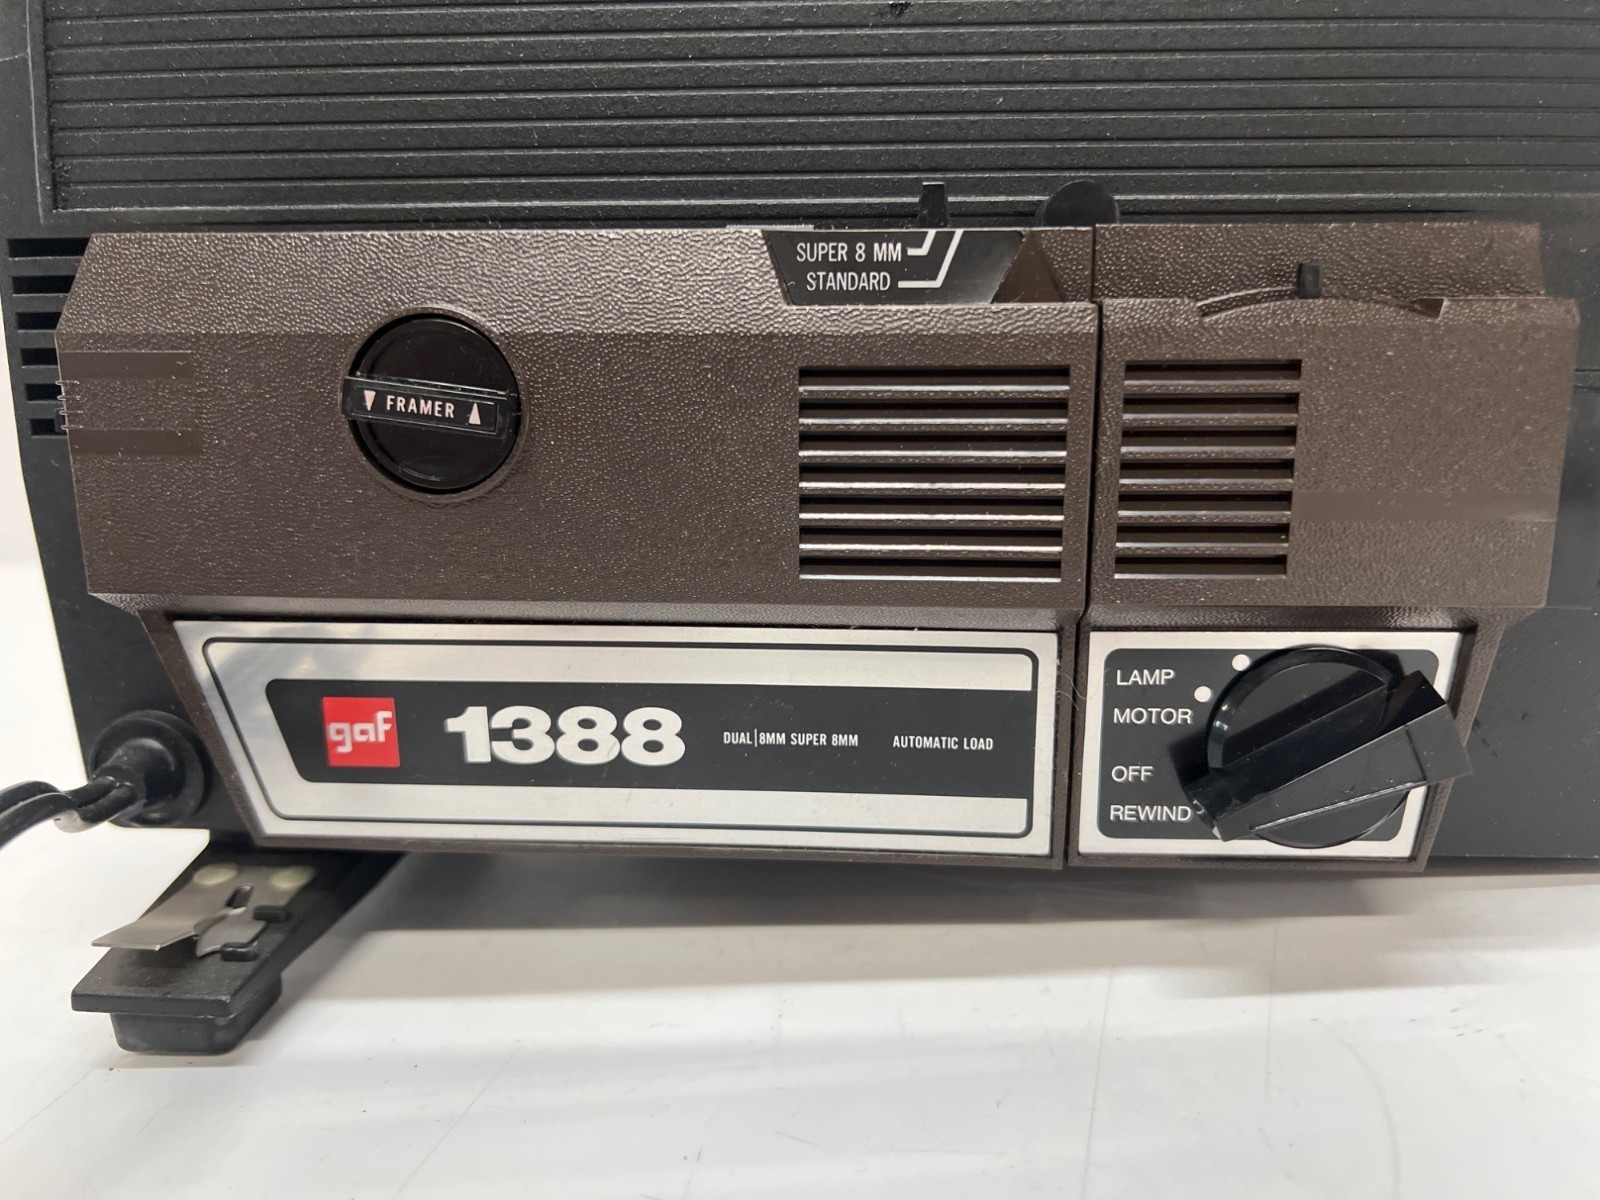 SUPER 8 MM
STANDARD
FRAMER
gaf 1388 DUAL|8MM SUPER 8MM AUTOMATIC LOAD
LAMP
MOTOR
OFF
REWIND